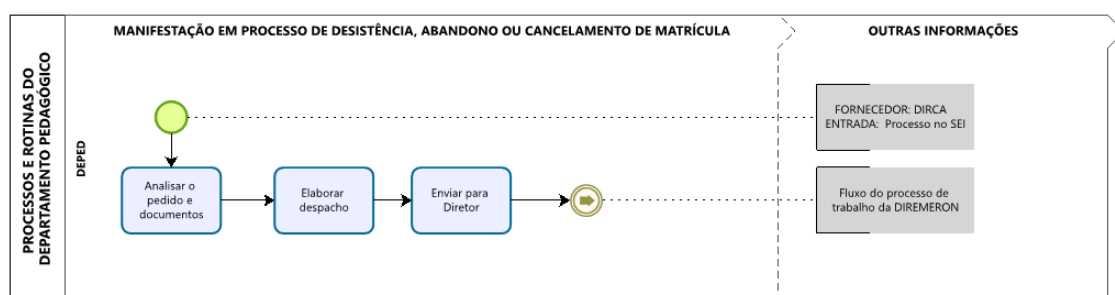 PROCESSOS E ROTINAS DO
DEPARTAMENTO PEDAGÓGICO
DEPED
MANIFESTAÇÃO EM PROCESSO DE DESISTÊNCIA, ABANDONO OU CANCELAMENTO DE MATRÍCULA
OUTRAS INFORMAÇÕES
FORNECEDOR: DIRCA
ENTRADA: Processo no SEI
Analisar o
pedido e
documentos
Elaborar
despacho
Enviar para
Diretor
Fluxo do processo de
trabalho da DIREMERON